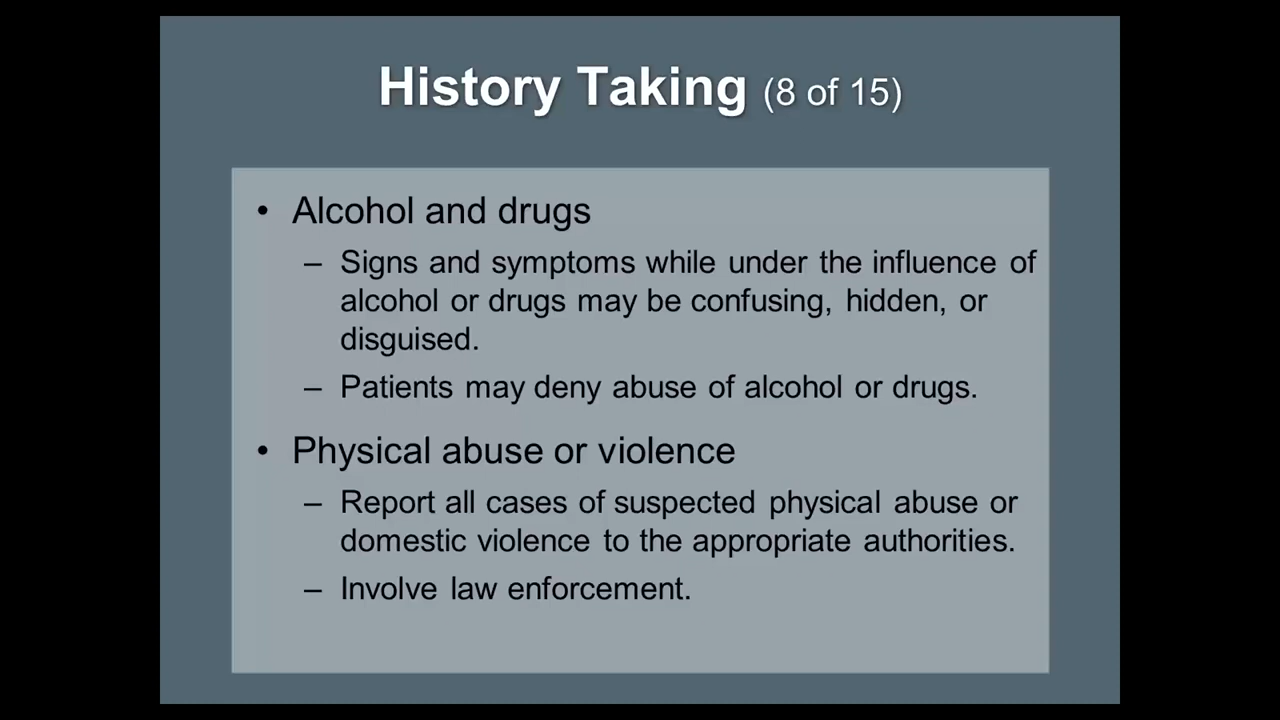 History Taking (8 of 15)
• Alcohol and drugs
– Signs and symptoms while under the influence of
alcohol or drugs may be confusing, hidden, or
disguised.
– Patients may deny abuse of alcohol or drugs.
• Physical abuse or violence
– Report all cases of suspected physical abuse or
domestic violence to the appropriate authorities.
– Involve law enforcement.